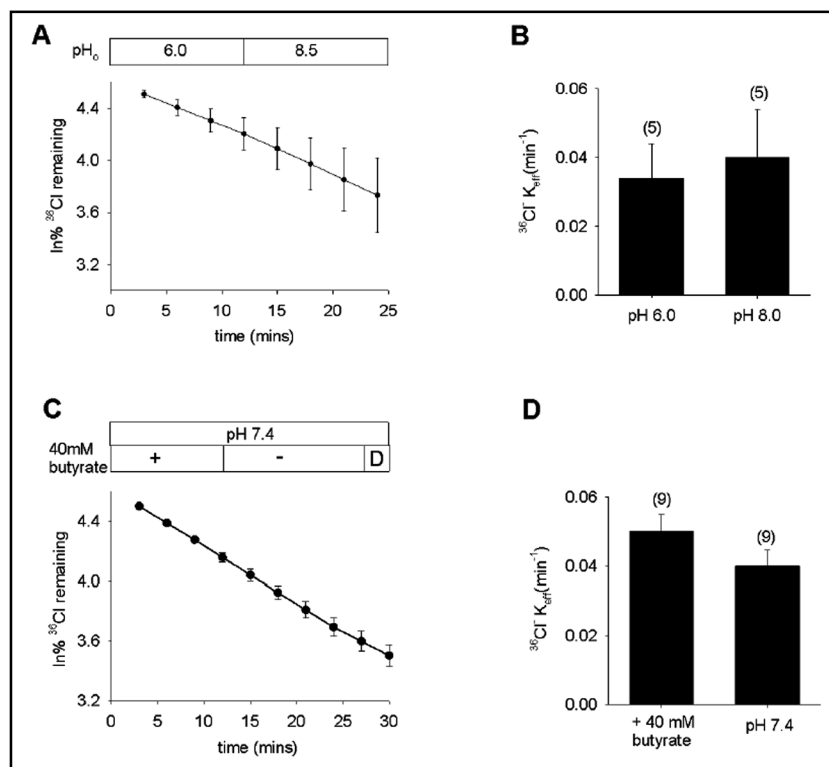 A
pHo 6.0 8.5
ln% ³⁶Cl remaining
4.4
4.0
3.6
3.2
0 5 10 15 20 25
time (mins)
B
³⁶Cl⁻ Keff(min⁻¹)
0.06
0.04
0.02
0.00
(5) (5)
pH 6.0 pH 8.0
C
pH 7.4
40mM
butyrate + - D
ln% ³⁶Cl remaining
4.4
4.0
3.6
3.2
0 5 10 15 20 25 30
time (mins)
D
³⁶Cl⁻ Keff(min⁻¹)
0.06
0.04
0.02
0.00
(9) (9)
+ 40 mM pH 7.4
butyrate